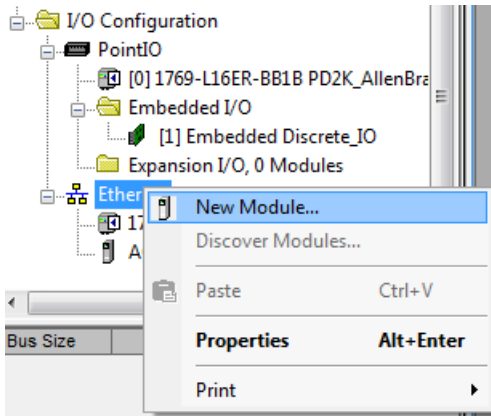 I/O Configuration
PointIO
[0] 1769-L16ER-BB1B PD2K_AllenBra
Embedded I/O
[1] Embedded Discrete_IO
Expansion I/O, 0 Modules
Ether
New Module...
17
Discover Modules...
A
Paste Ctrl+V
Bus Size
Properties Alt+Enter
Print